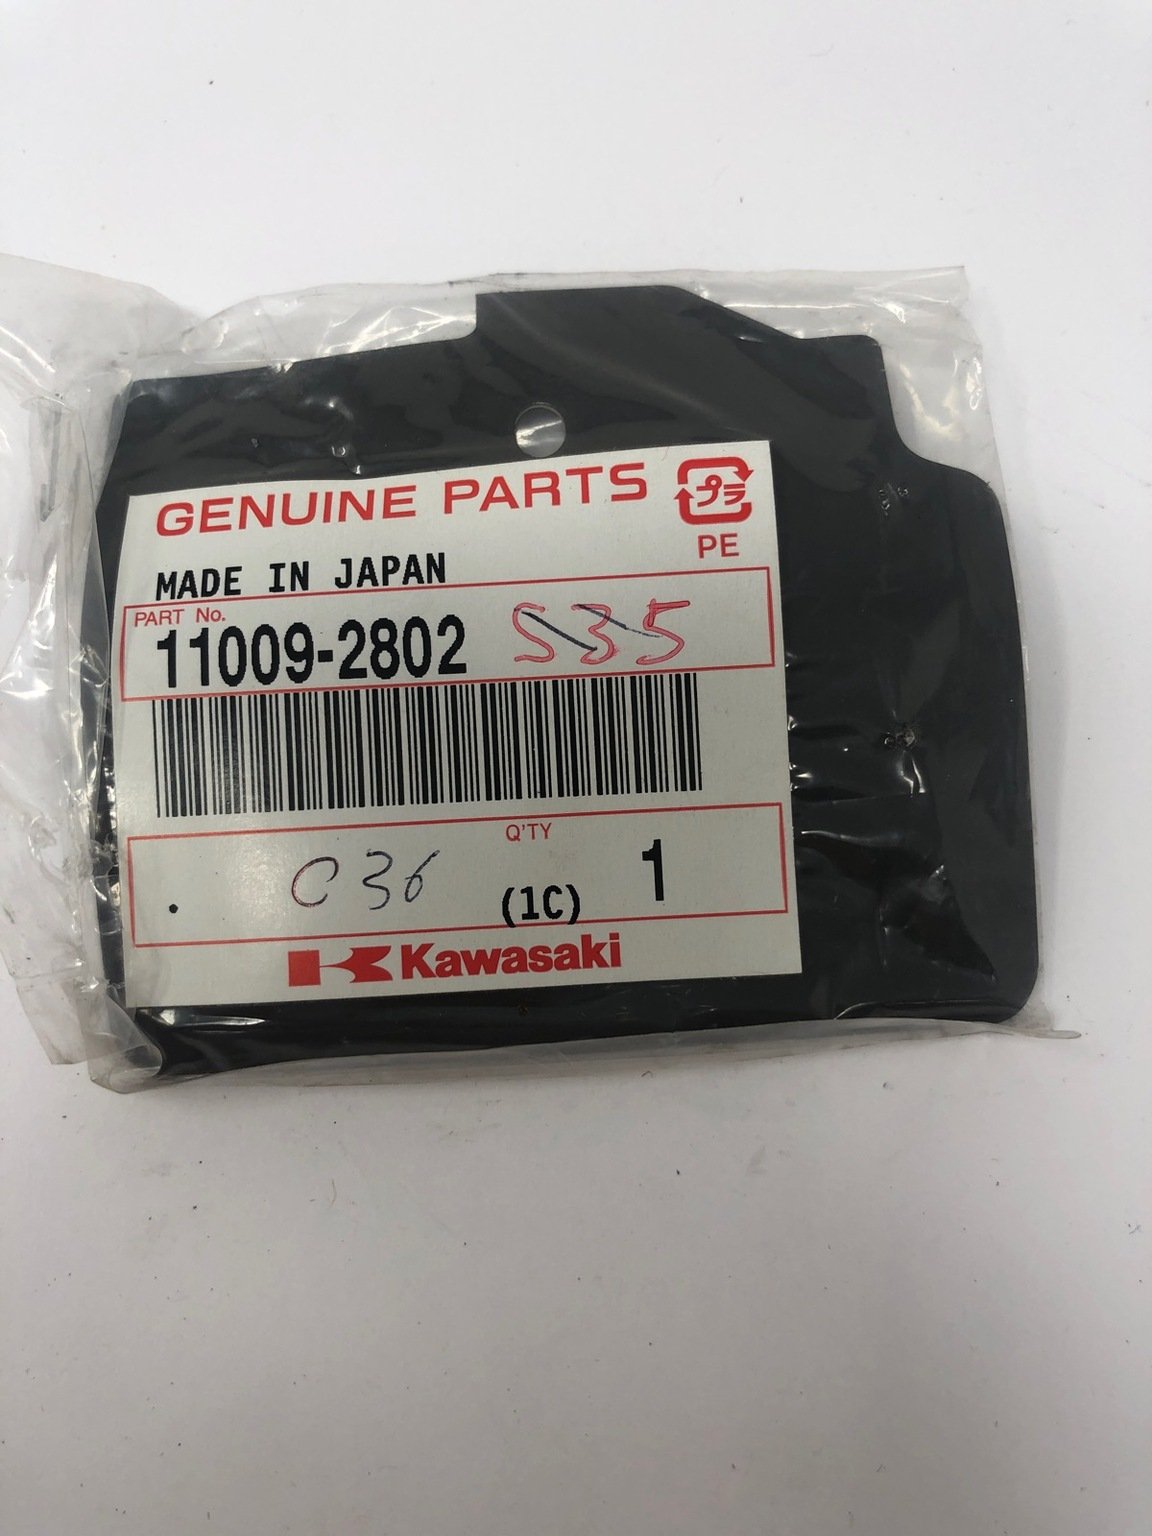 GENUINE PARTS
プラ
PE
MADE IN JAPAN
PART No.
11009-2802 S35
Q'TY
. C36 (1C) 1
Kawasaki